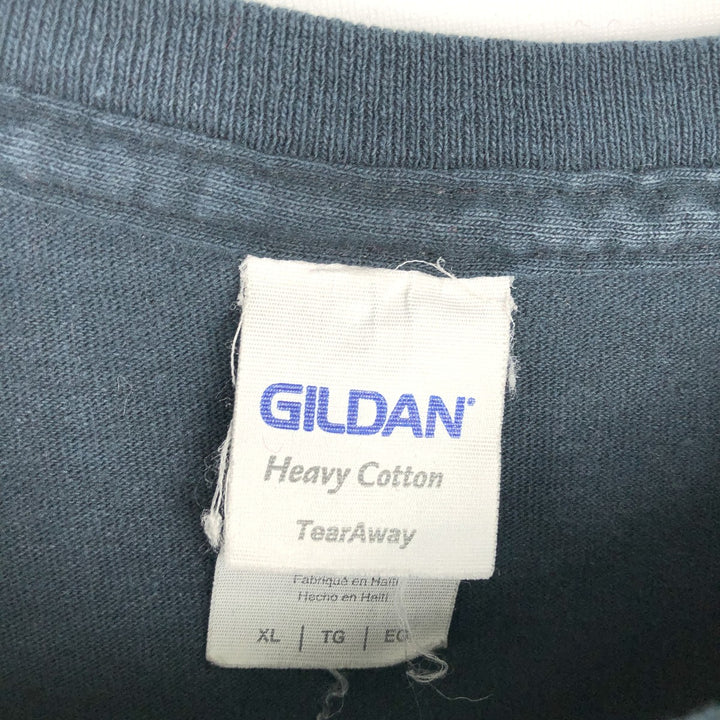 GILDAN
Heavy Cotton
TearAway
Fabriqué en Haïti
Hecho en Haití
XL | TG | EG